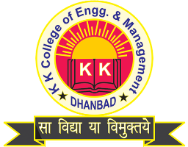 K K College of Engg. & Management
K K
★ DHANBAD ★
सा विद्या या विमुक्तये